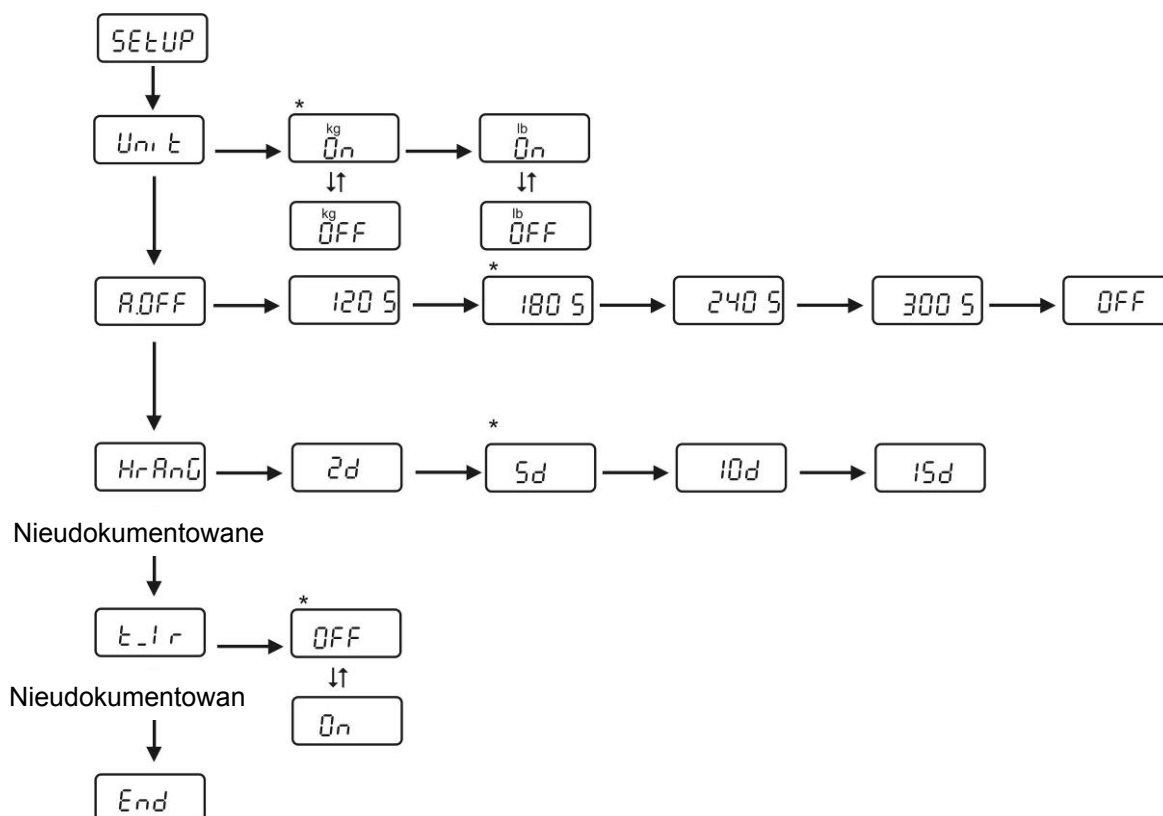 SEtUP
*
Unit
kg
On
lb
On
kg
OFF
lb
OFF
*
A.OFF
120 S
180 S
240 S
300 S
OFF
*
HrAnG
2d
5d
10d
15d
Nieudokumentowane
*
t_Ir
OFF
Nieudokumentowan
On
End